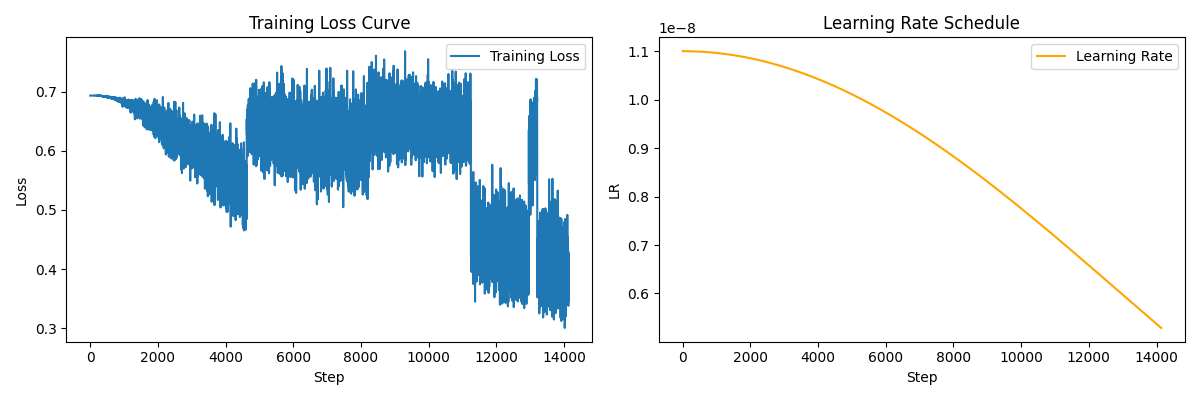 Training Loss Curve
Training Loss
0.7
0.6
0.5
0.4
0.3
Loss
0 2000 4000 6000 8000 10000 12000 14000
Step
Learning Rate Schedule
1e−8
Learning Rate
1.1
1.0
0.9
0.8
0.7
0.6
LR
0 2000 4000 6000 8000 10000 12000 14000
Step